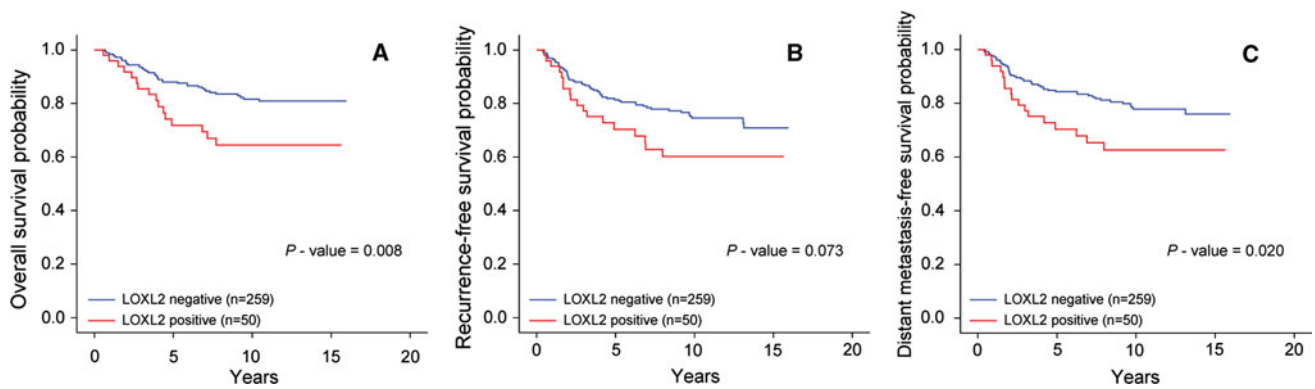 Overall survival probability
1.0
0.8
0.6
0.4
0.2
0.0
A
P - value = 0.008
LOXL2 negative (n=259)
LOXL2 positive (n=50)
0 5 10 15 20
Years
Recurrence-free survival probability
1.0
0.8
0.6
0.4
0.2
0.0
B
P - value = 0.073
LOXL2 negative (n=259)
LOXL2 positive (n=50)
0 5 10 15 20
Years
Distant metastasis-free survival probability
1.0
0.8
0.6
0.4
0.2
0.0
C
P - value = 0.020
LOXL2 negative (n=259)
LOXL2 positive (n=50)
0 5 10 15 20
Years